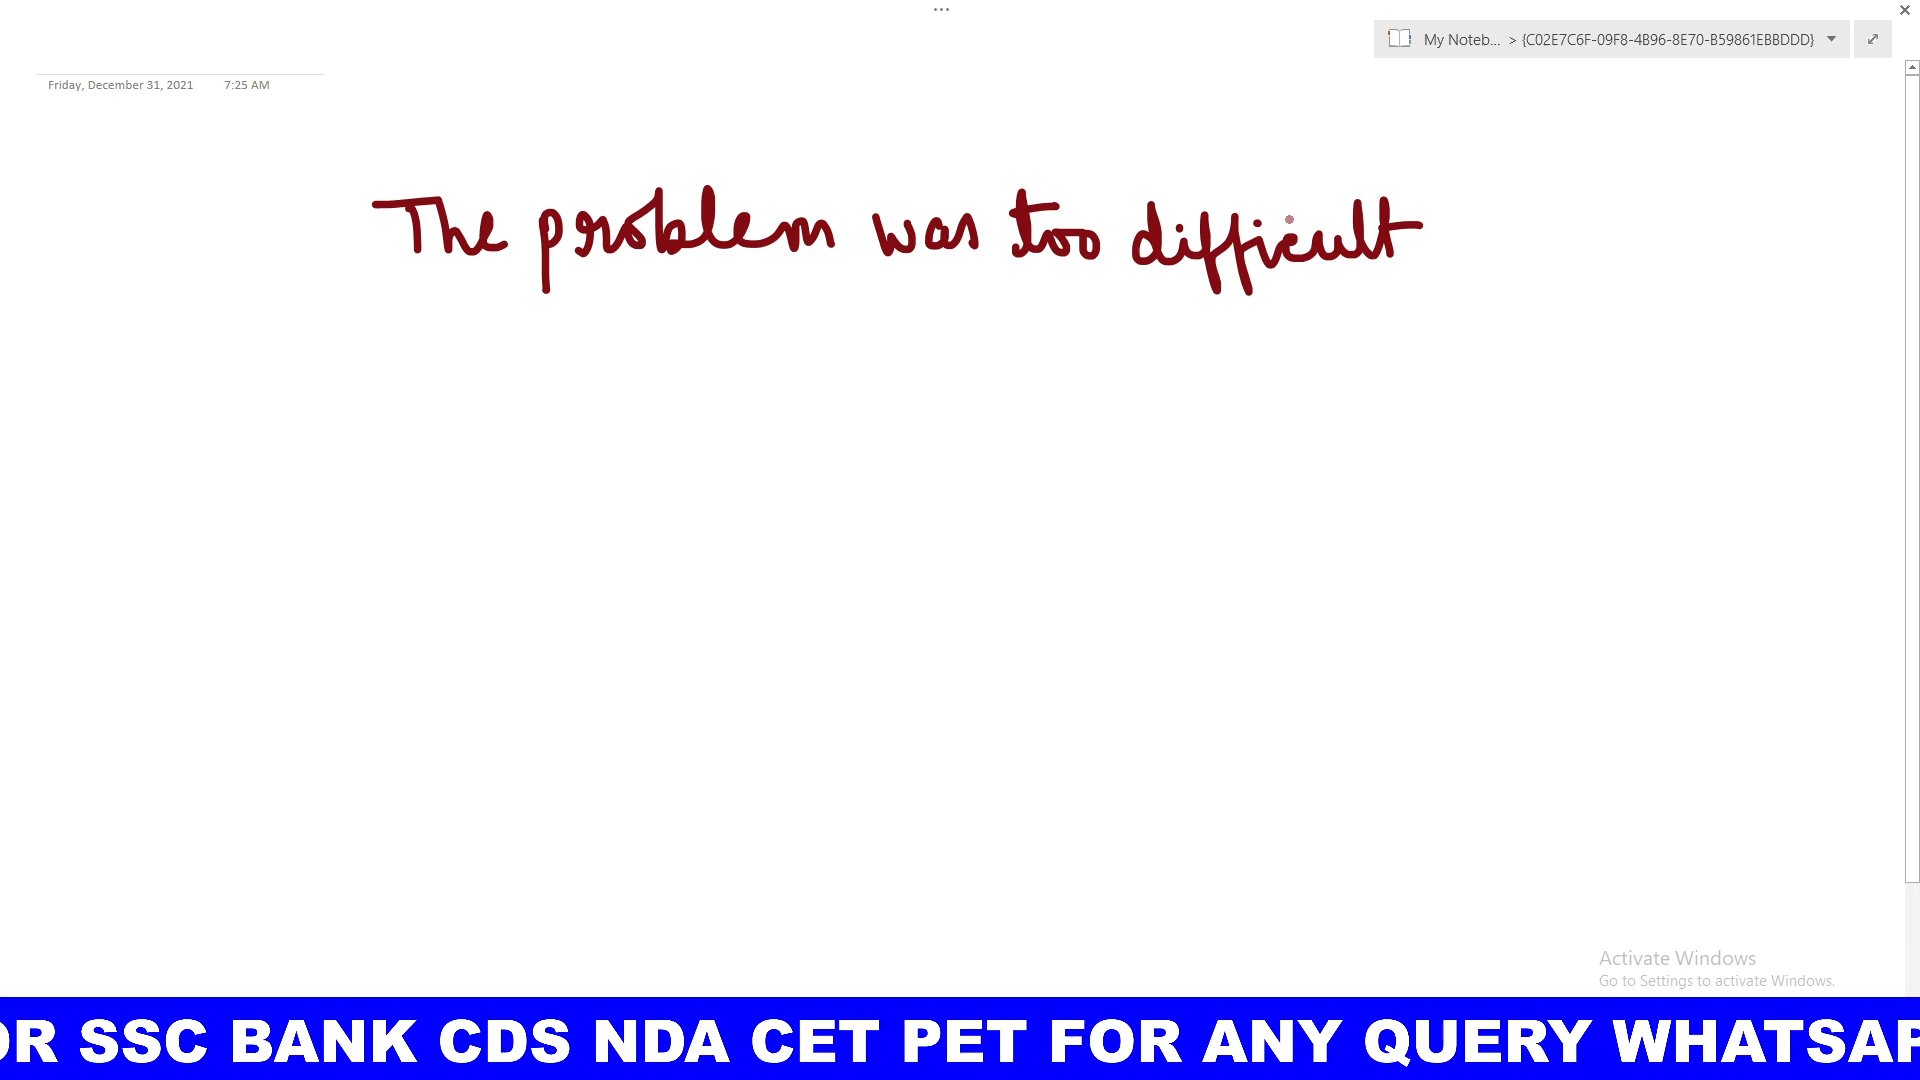 My Noteb... > {C02E7C6F-09F8-4B96-8E70-B59861EBBDDD}
Friday, December 31, 2021 7:25 AM
The problem was too difficult
Activate Windows
Go to Settings to activate Windows.
OR SSC BANK CDS NDA CET PET FOR ANY QUERY WHATSAP